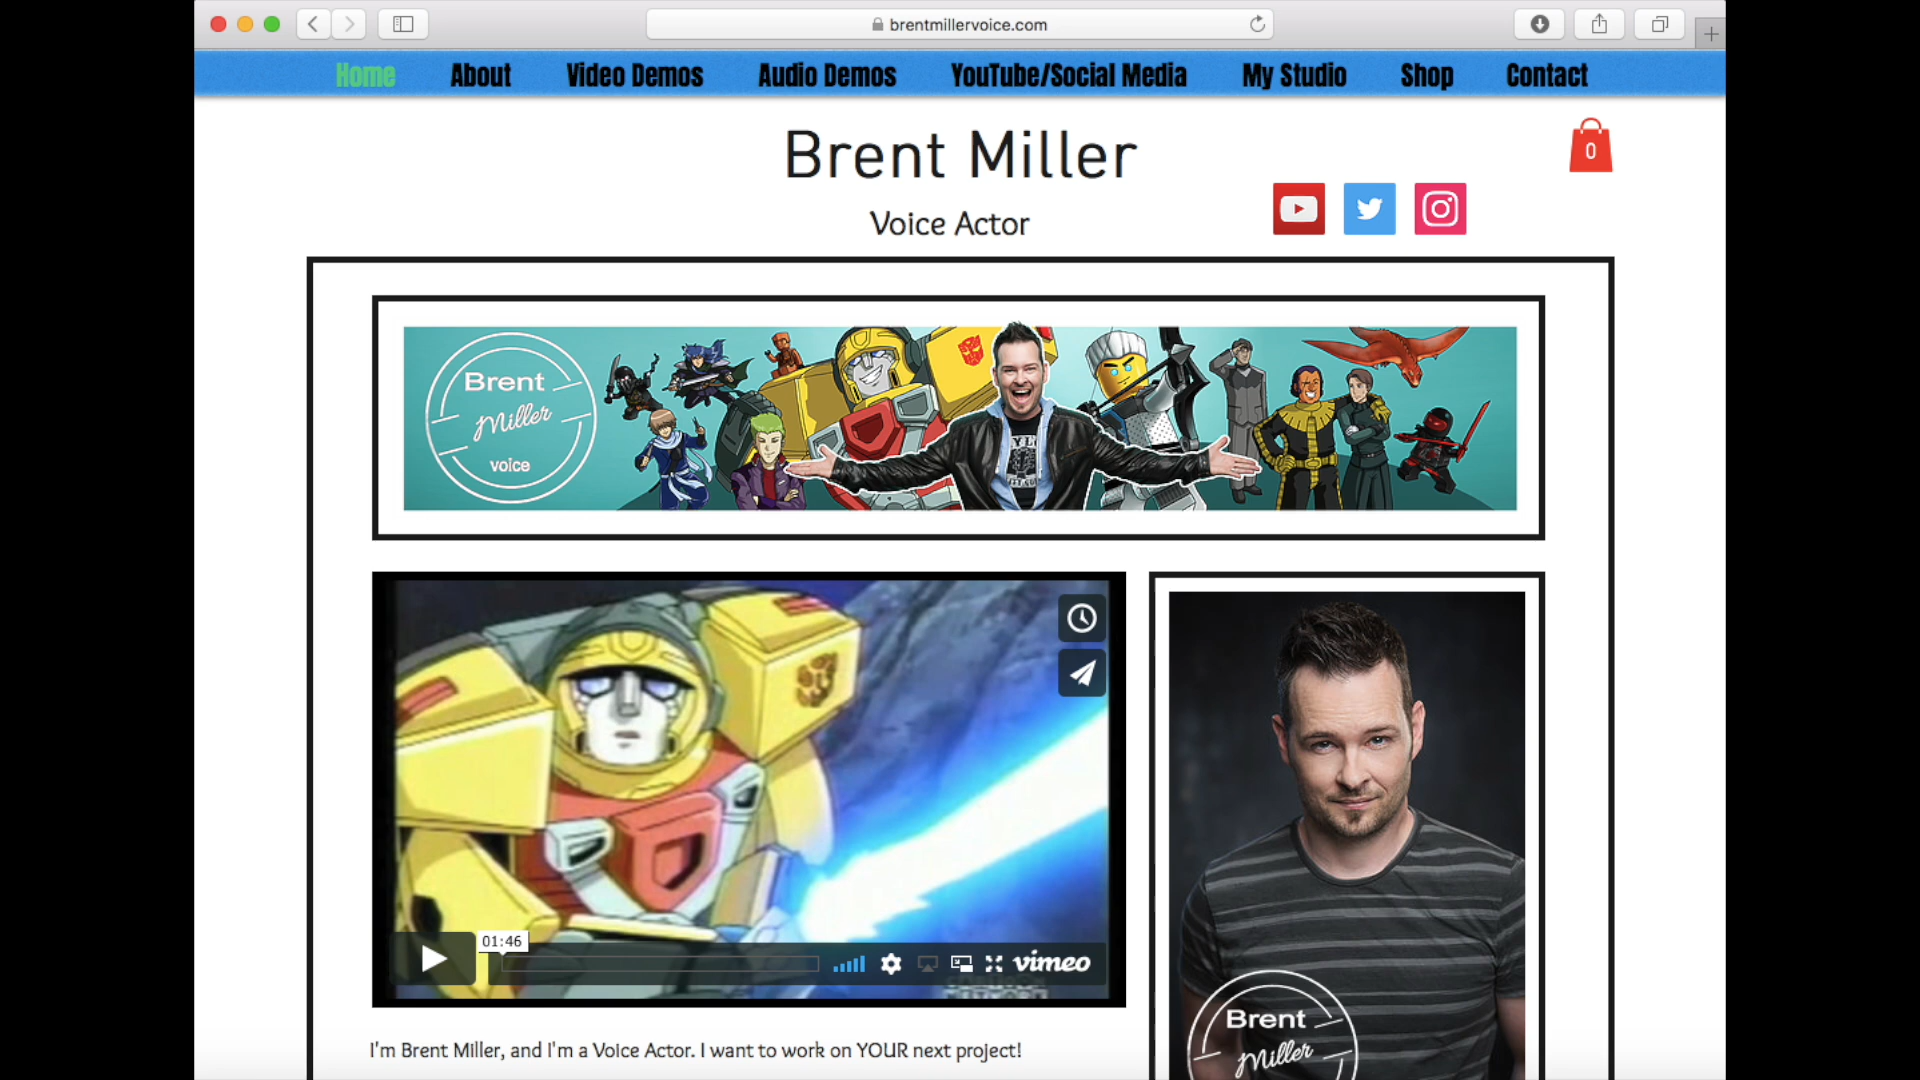 brentmillervoice.com
Home About Video Demos Audio Demos YouTube/Social Media My Studio Shop Contact
Brent Miller
0
Voice Actor
Brent
Miller
voice
01:46
vimeo
I'm Brent Miller, and I'm a Voice Actor. I want to work on YOUR next project!
Brent
Miller